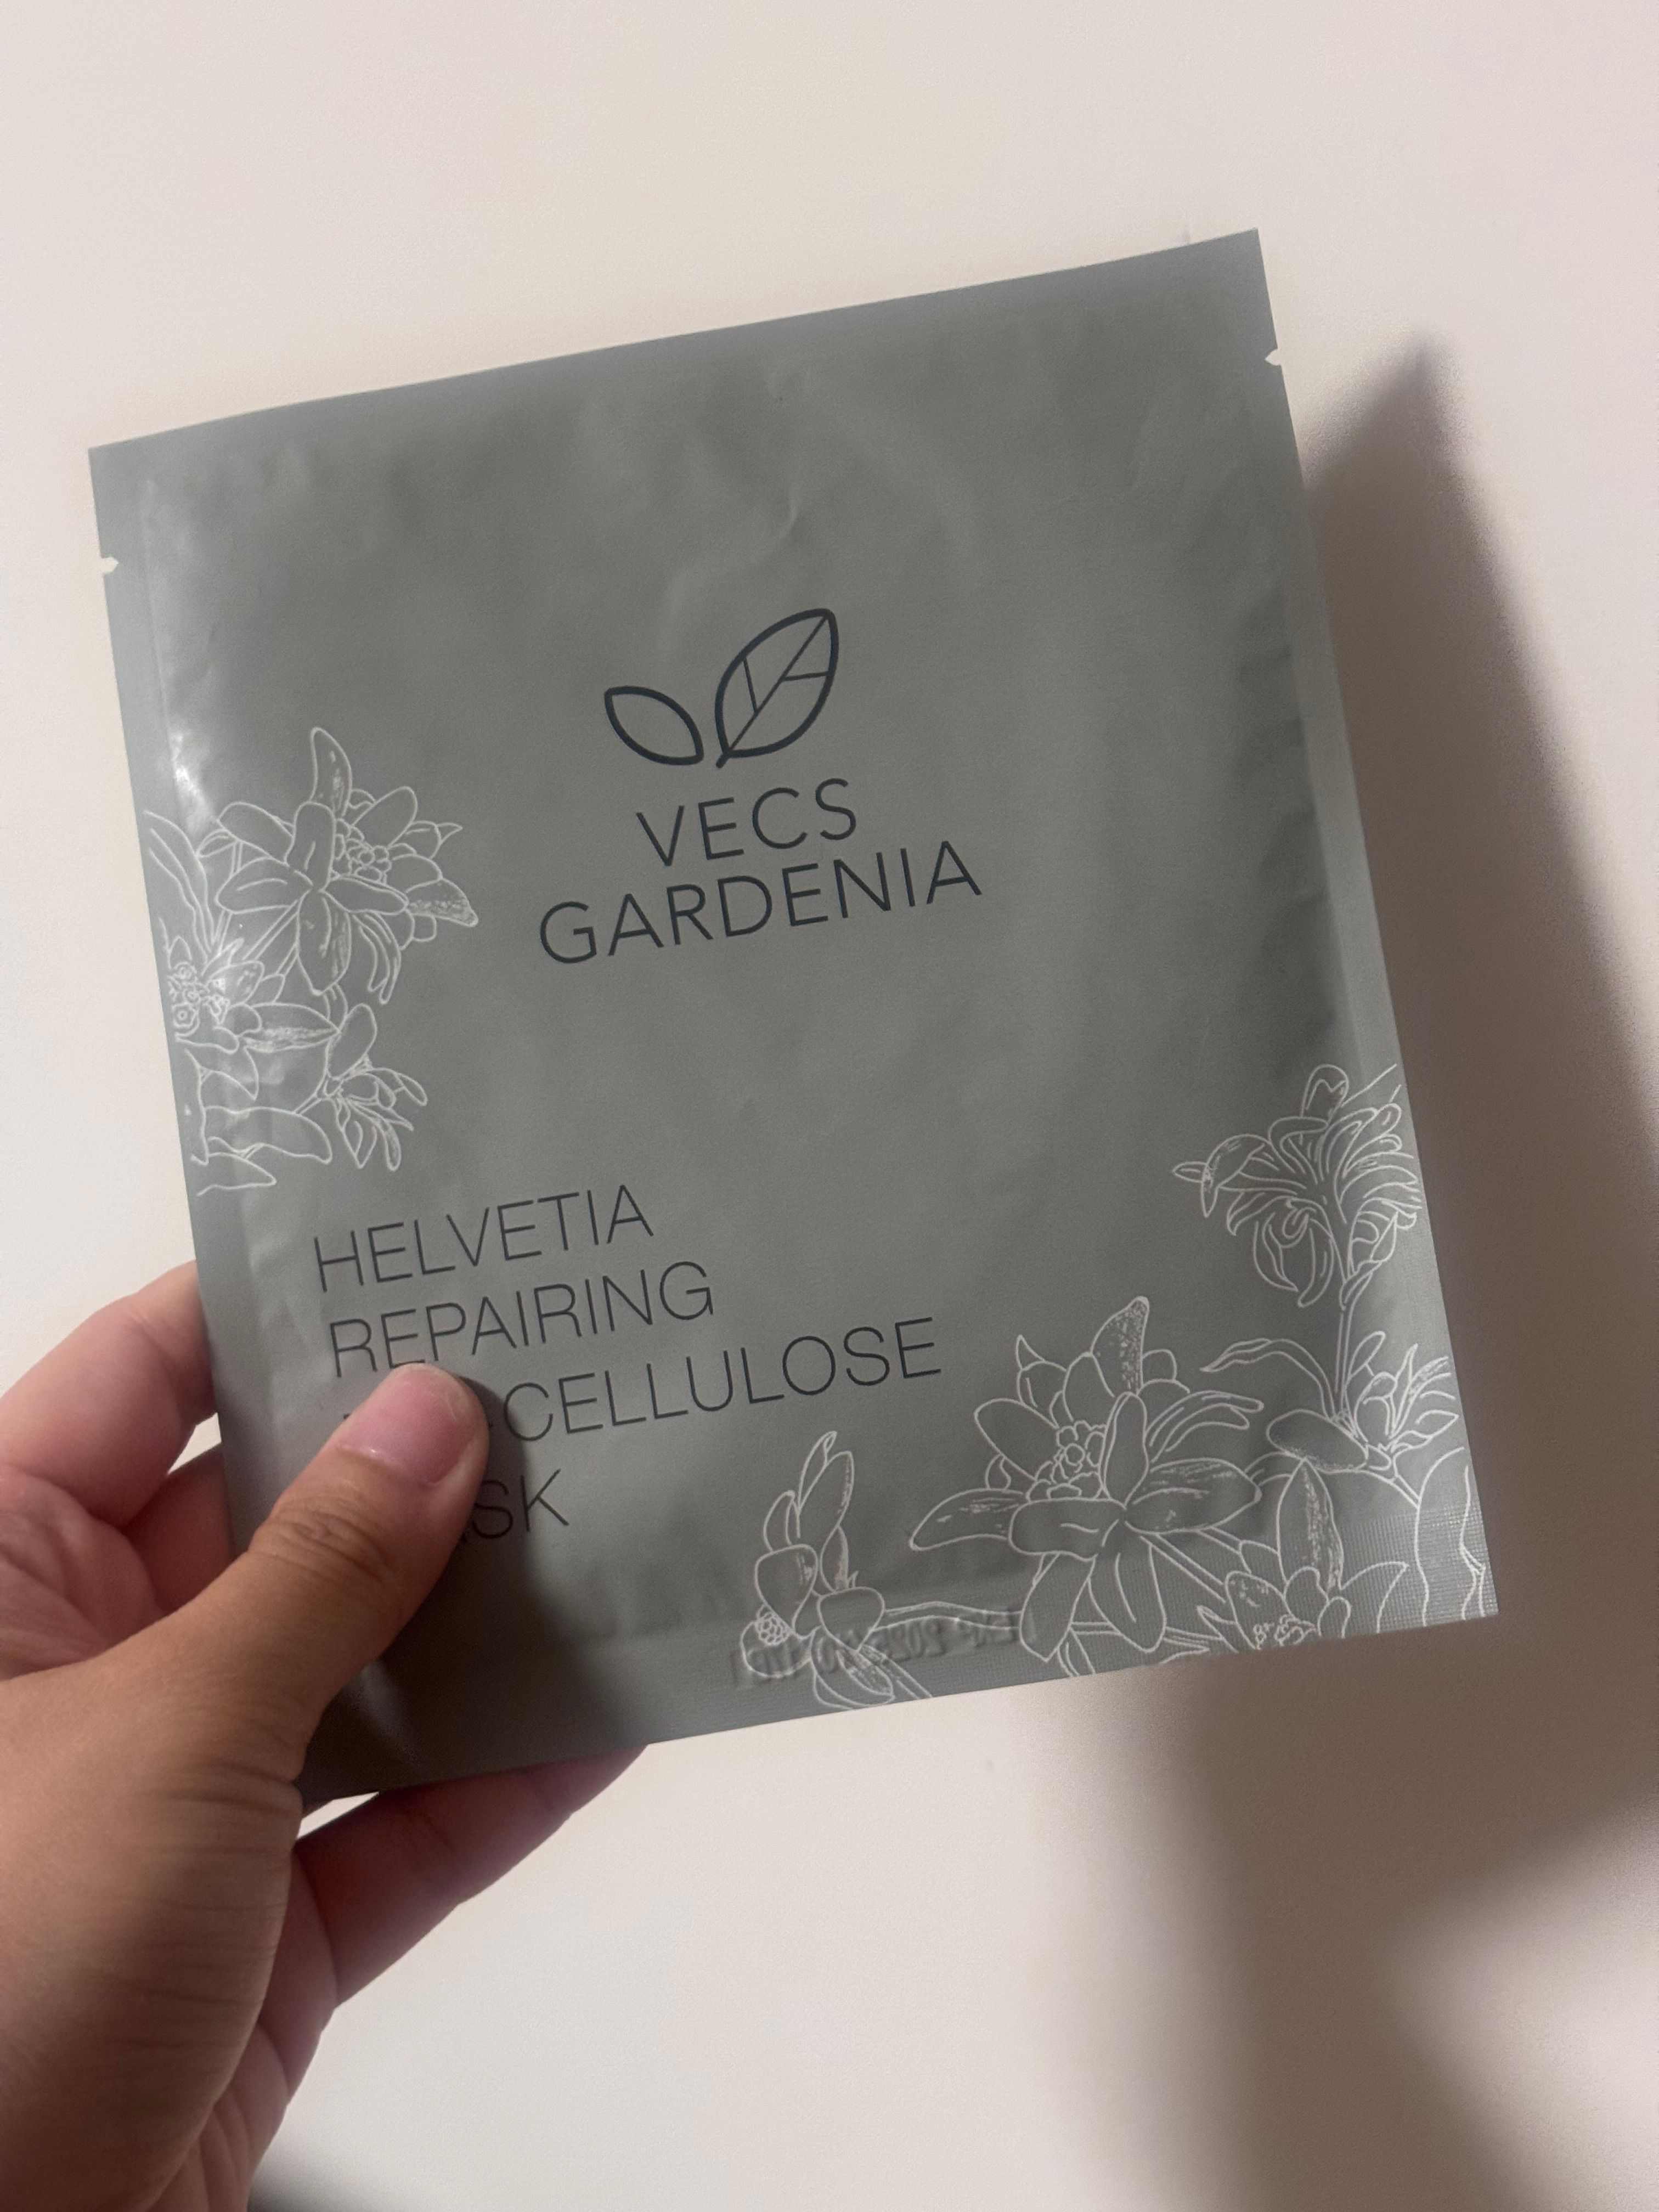 VECS
GARDENIA
HELVETIA
REPAIRING
CELLULOSE